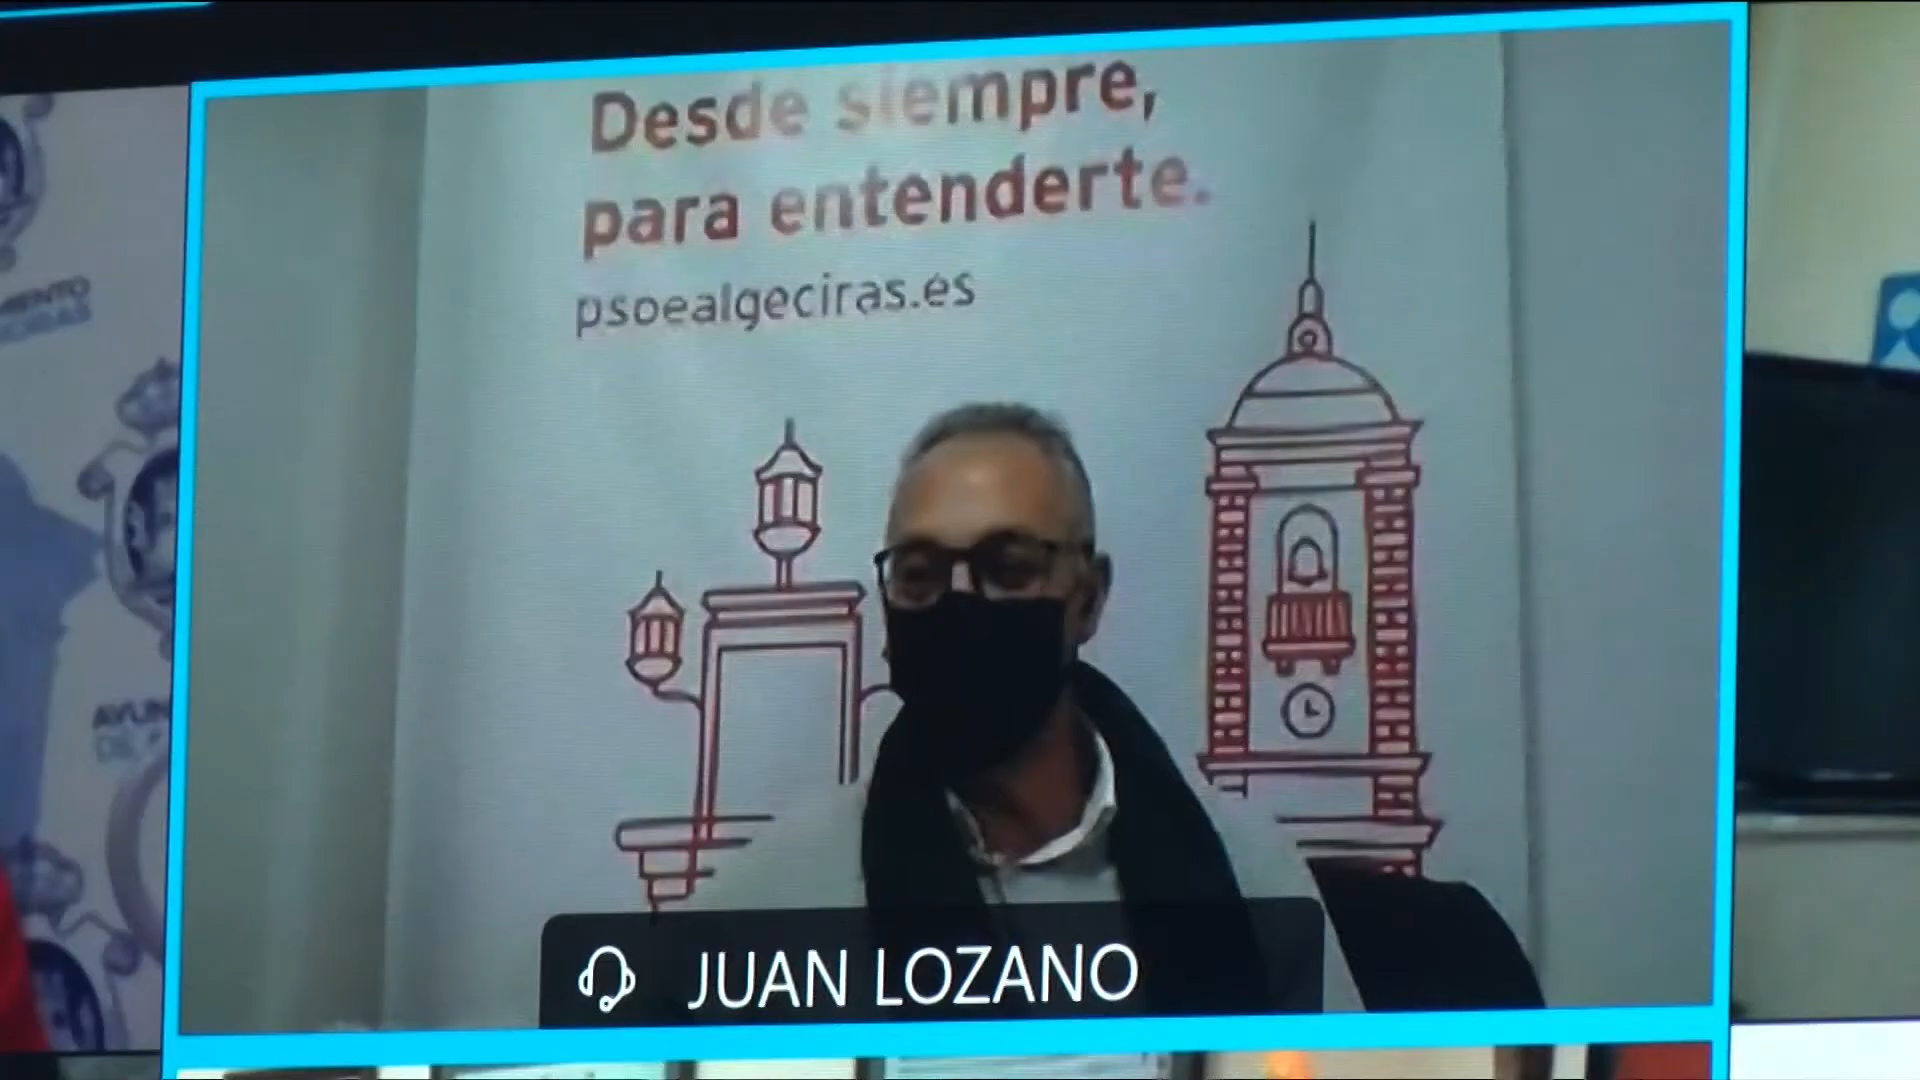 Desde siempre,
para entenderte.
psoealgeciras.es
JUAN LOZANO